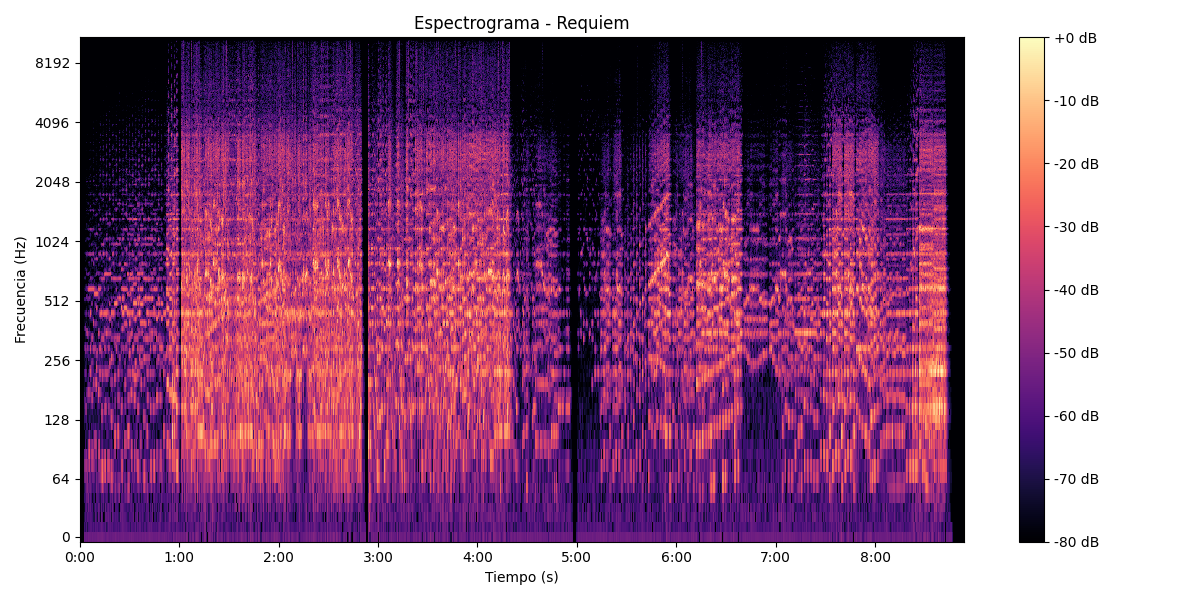 Espectrograma - Requiem
Frecuencia (Hz)
8192
4096
2048
1024
512
256
128
64
0
0:00 1:00 2:00 3:00 4:00 5:00 6:00 7:00 8:00
Tiempo (s)
+0 dB
-10 dB
-20 dB
-30 dB
-40 dB
-50 dB
-60 dB
-70 dB
-80 dB